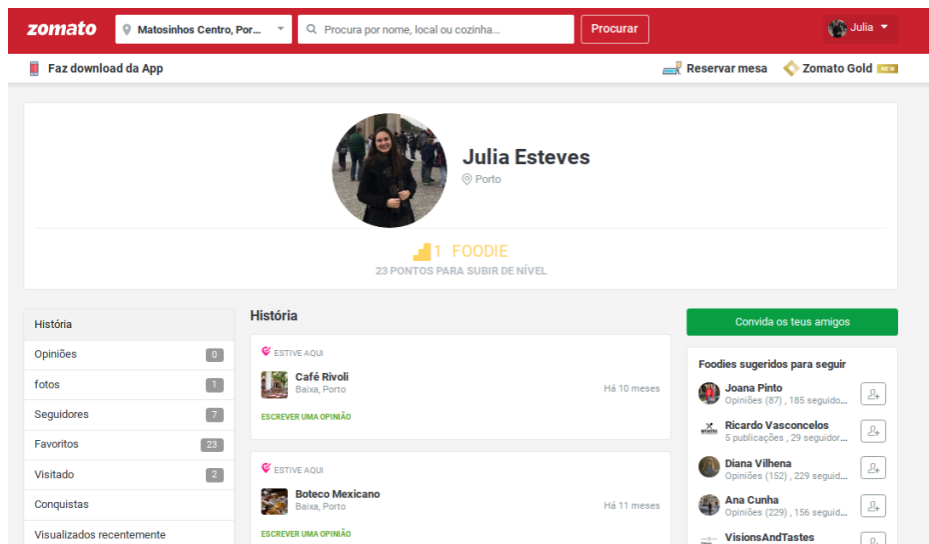 zomato
Matosinhos Centro, Por...
Procura por nome, local ou cozinha...
Procurar
Julia
Faz download da App
Reservar mesa
Zomato Gold NEW
Julia Esteves
Porto
1 FOODIE
23 PONTOS PARA SUBIR DE NÍVEL
História
Opiniões 0
fotos 1
Seguidores 7
Favoritos 23
Visitado 2
Conquistas
Visualizados recentemente
História
ESTIVE AQUI
Café Rivoli
Baixa, Porto
Há 10 meses
ESCREVER UMA OPINIÃO
ESTIVE AQUI
Boteco Mexicano
Baixa, Porto
Há 11 meses
ESCREVER UMA OPINIÃO
Convida os teus amigos
Foodies sugeridos para seguir
Joana Pinto
Opiniões (87) , 185 seguido...
Ricardo Vasconcelos
5 publicações , 29 seguidor...
Diana Vilhena
Opiniões (152) , 229 seguid...
Ana Cunha
Opiniões (229) , 156 seguid...
VisionsAndTastes